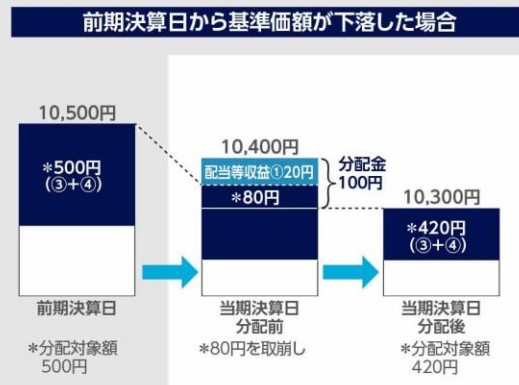 前期決算日から基準価額が下落した場合
10,500円
*500円
(③+④)
前期決算日
*分配対象額
500円
10,400円
配当等収益①20円
*80円
分配金
100円
当期決算日
分配前
*80円を取崩し
10,300円
*420円
(③+④)
当期決算日
分配後
*分配対象額
420円